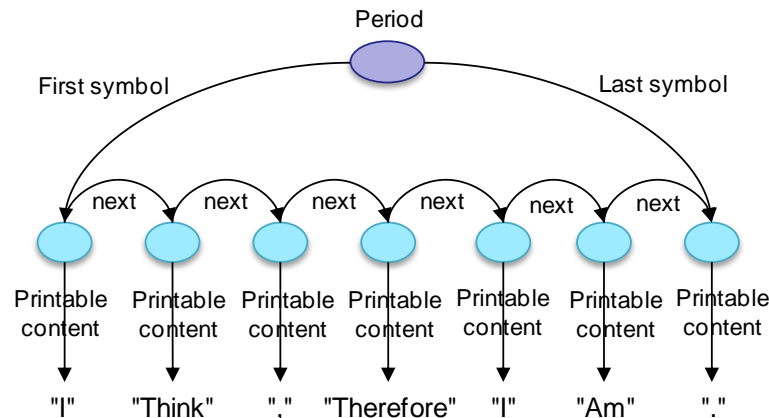 Period
First symbol
Last symbol
next next next next next next
Printable Printable Printable Printable Printable Printable Printable
content content content content content content content
"I" "Think" "," "Therefore" "I" "Am" "."